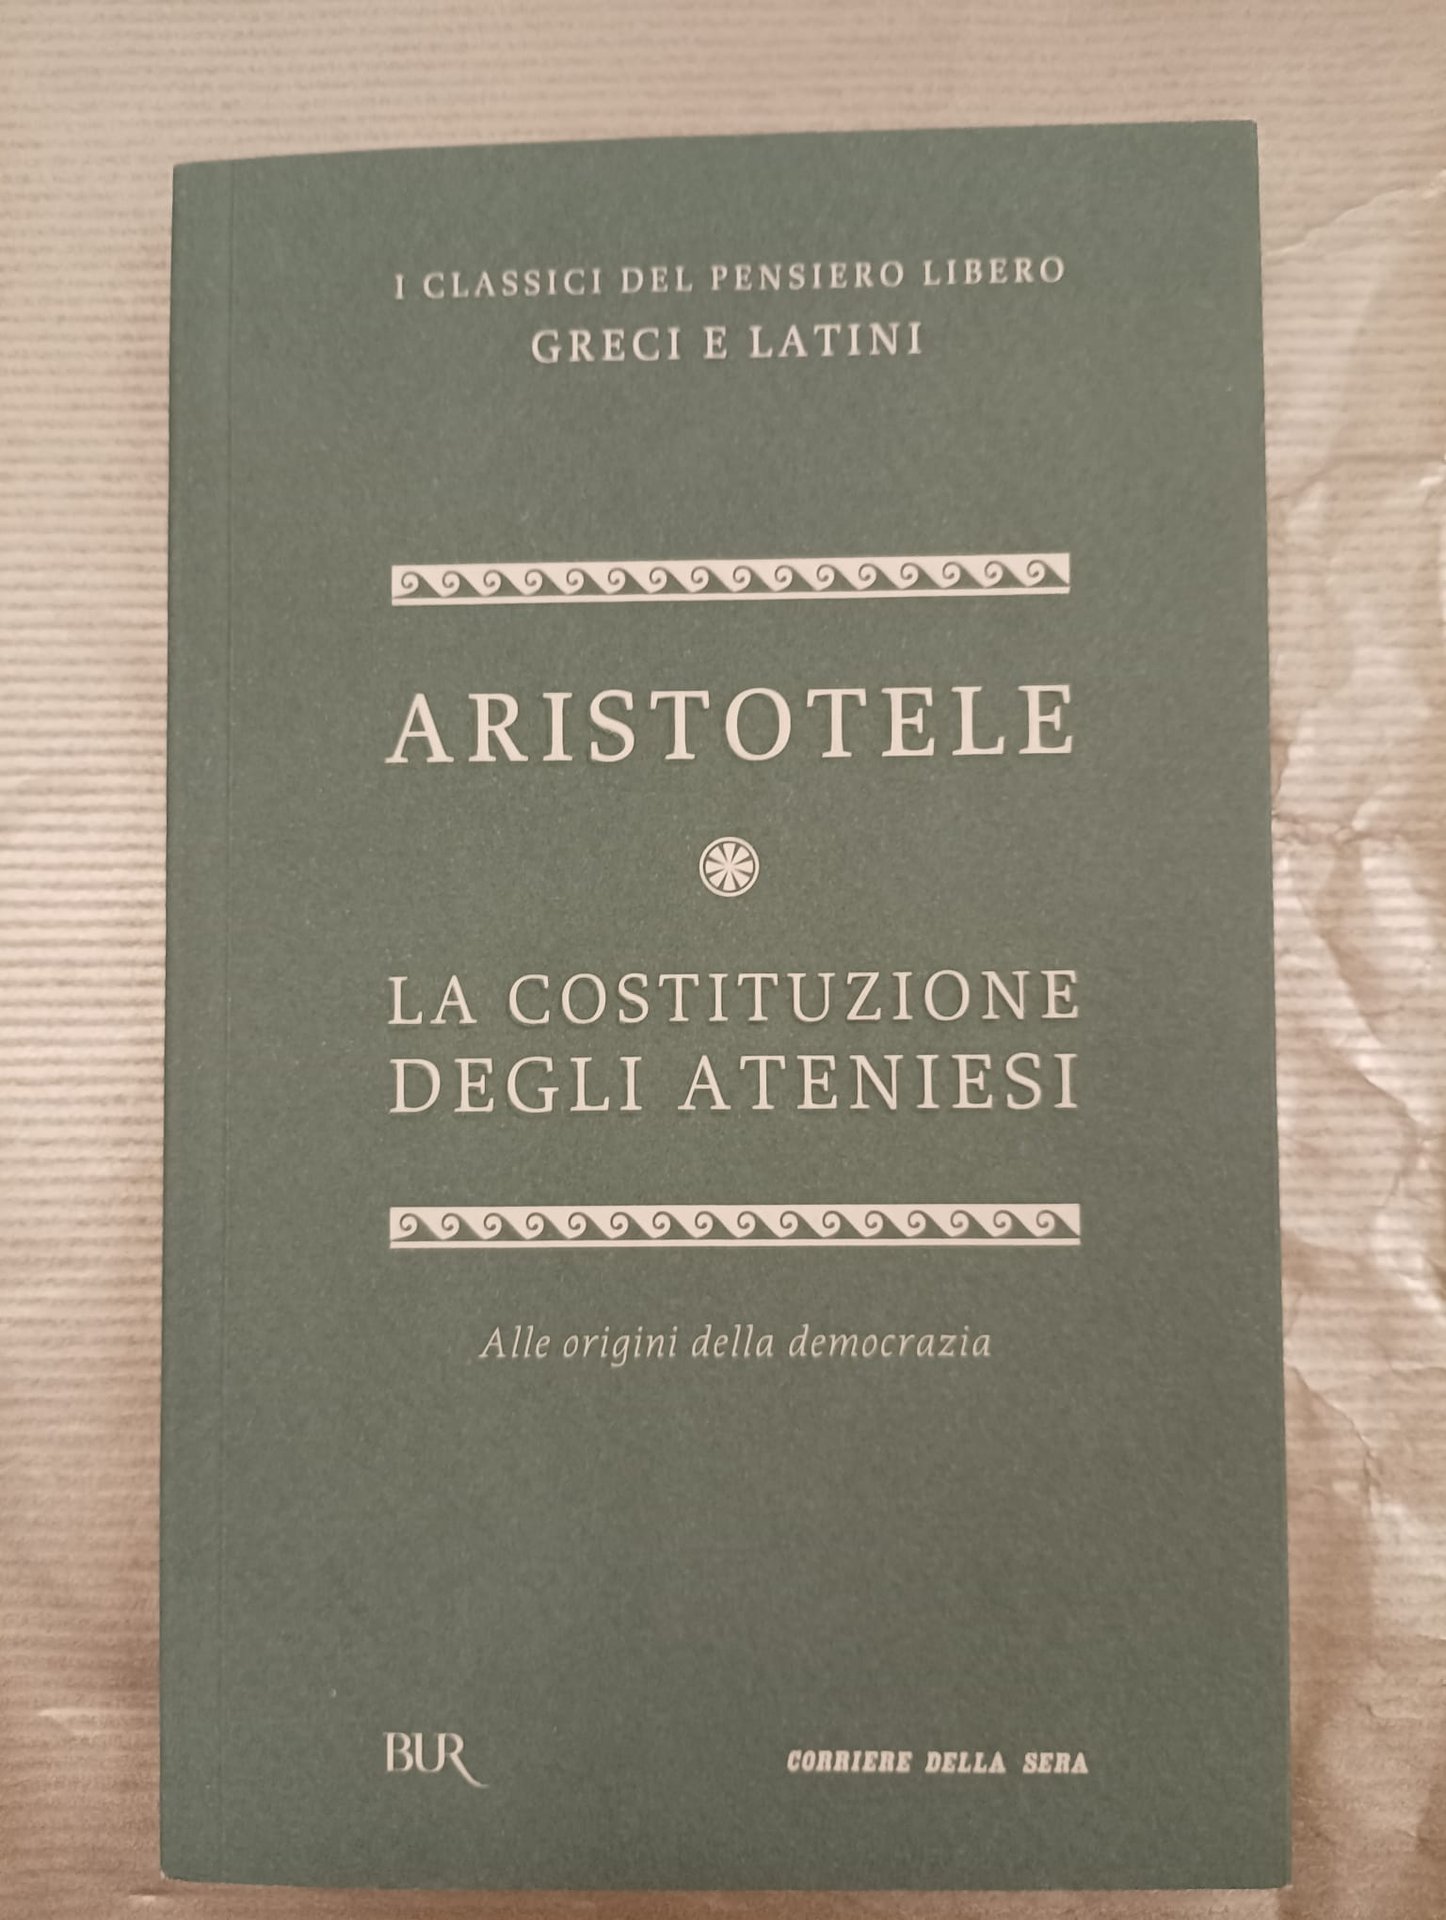 I CLASSICI DEL PENSIERO LIBERO
GRECI E LATINI
ARISTOTELE
LA COSTITUZIONE
DEGLI ATENIESI
Alle origini della democrazia
BUR
CORRIERE DELLA SERA